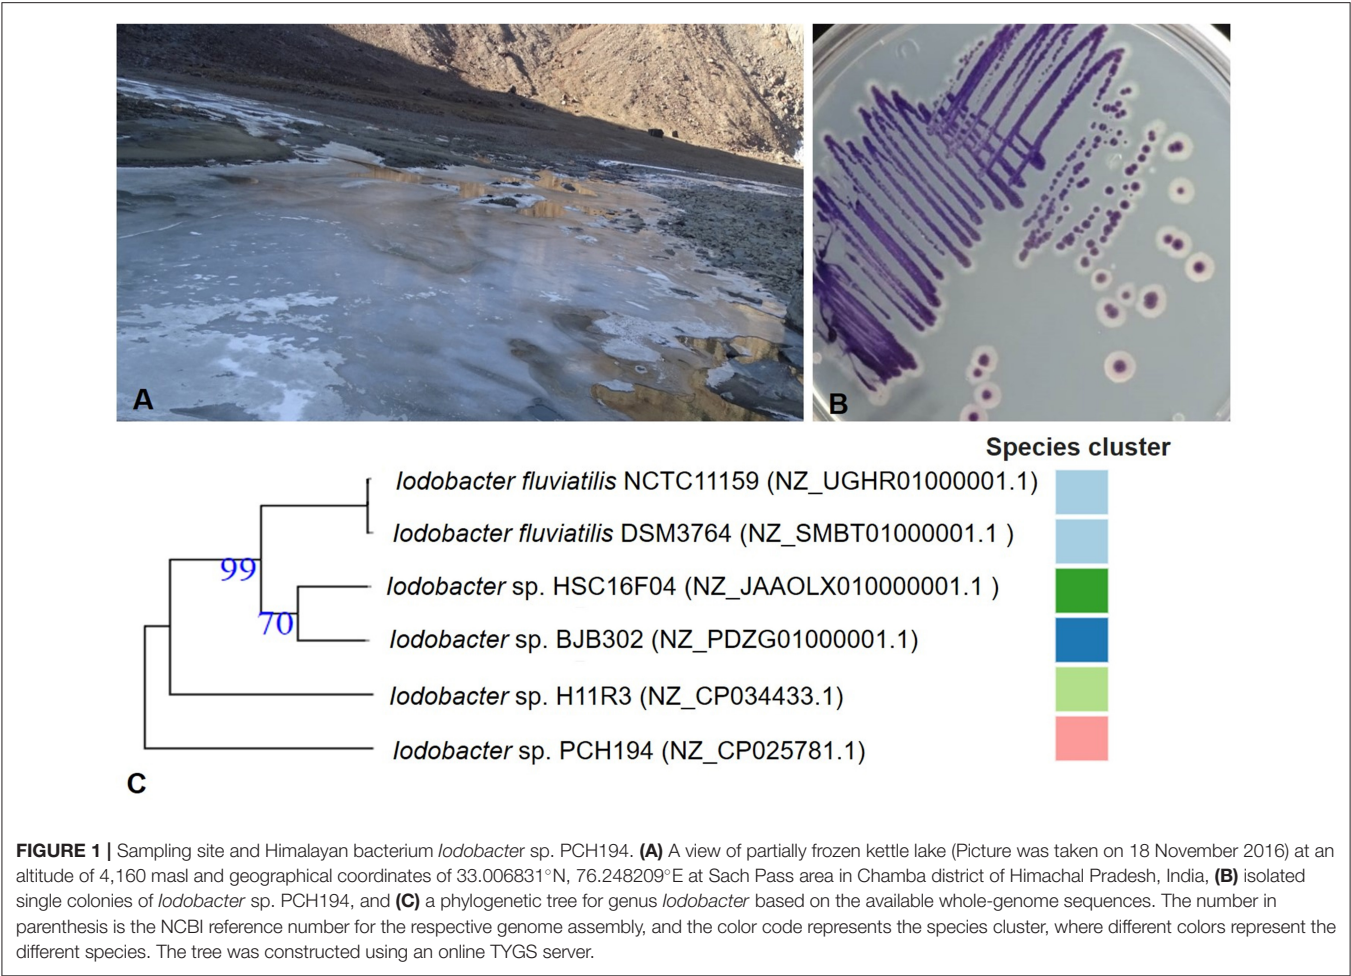 A
B
Species cluster
Iodobacter fluviatilis NCTC11159 (NZ_UGHR01000001.1)
Iodobacter fluviatilis DSM3764 (NZ_SMBT01000001.1 )
99
Iodobacter sp. HSC16F04 (NZ_JAAOLX010000001.1 )
70
Iodobacter sp. BJB302 (NZ_PDZG01000001.1)
Iodobacter sp. H11R3 (NZ_CP034433.1)
Iodobacter sp. PCH194 (NZ_CP025781.1)
C
FIGURE 1 | Sampling site and Himalayan bacterium Iodobacter sp. PCH194. (A) A view of partially frozen kettle lake (Picture was taken on 18 November 2016) at an
altitude of 4,160 masl and geographical coordinates of 33.006831°N, 76.248209°E at Sach Pass area in Chamba district of Himachal Pradesh, India, (B) isolated
single colonies of Iodobacter sp. PCH194, and (C) a phylogenetic tree for genus Iodobacter based on the available whole-genome sequences. The number in
parenthesis is the NCBI reference number for the respective genome assembly, and the color code represents the species cluster, where different colors represent the
different species. The tree was constructed using an online TYGS server.